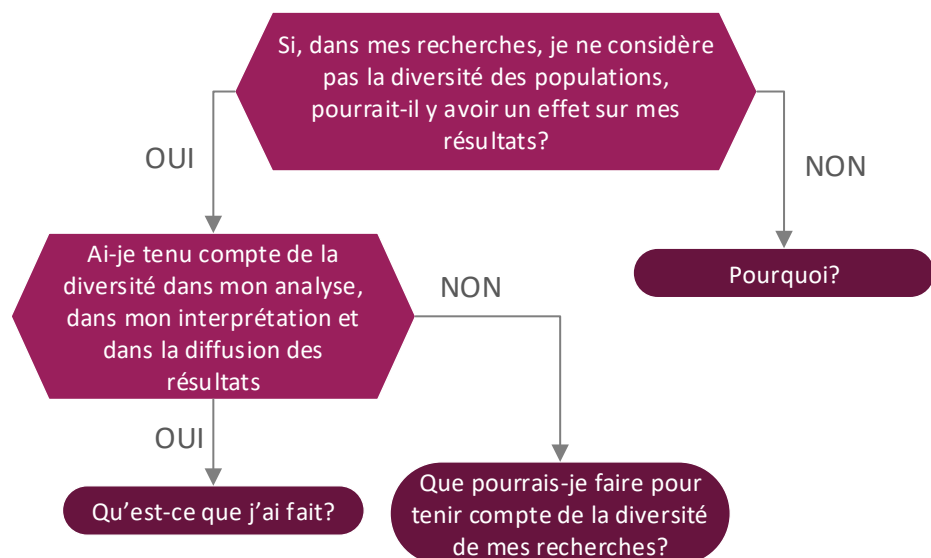 Si, dans mes recherches, je ne considère
pas la diversité des populations,
pourrait-il y avoir un effet sur mes
résultats?
OUI
NON
Ai-je tenu compte de la
diversité dans mon analyse,
dans mon interprétation et
dans la diffusion des
résultats
NON
Pourquoi?
OUI
Qu’est-ce que j’ai fait?
Que pourrais-je faire pour
tenir compte de la diversité
de mes recherches?